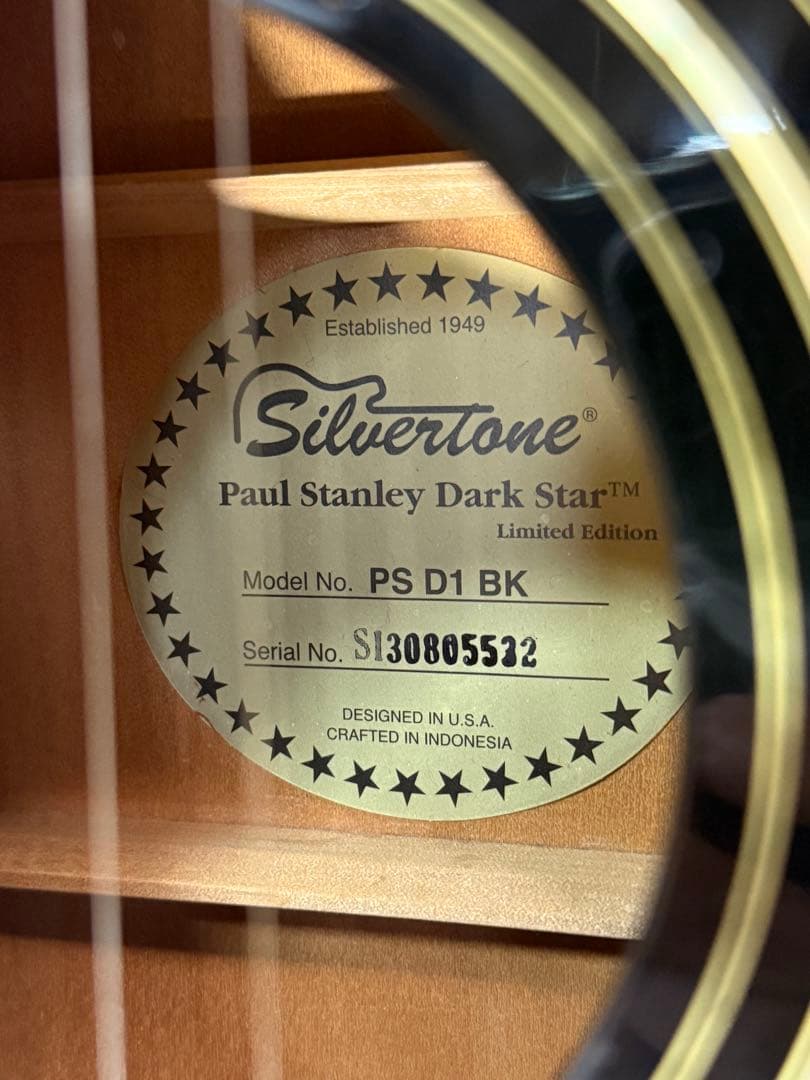 Established 1949
Silvertone®
Paul Stanley Dark Star™
Limited Edition
Model No. PS D1 BK
Serial No. SI30805532
DESIGNED IN U.S.A.
CRAFTED IN INDONESIA